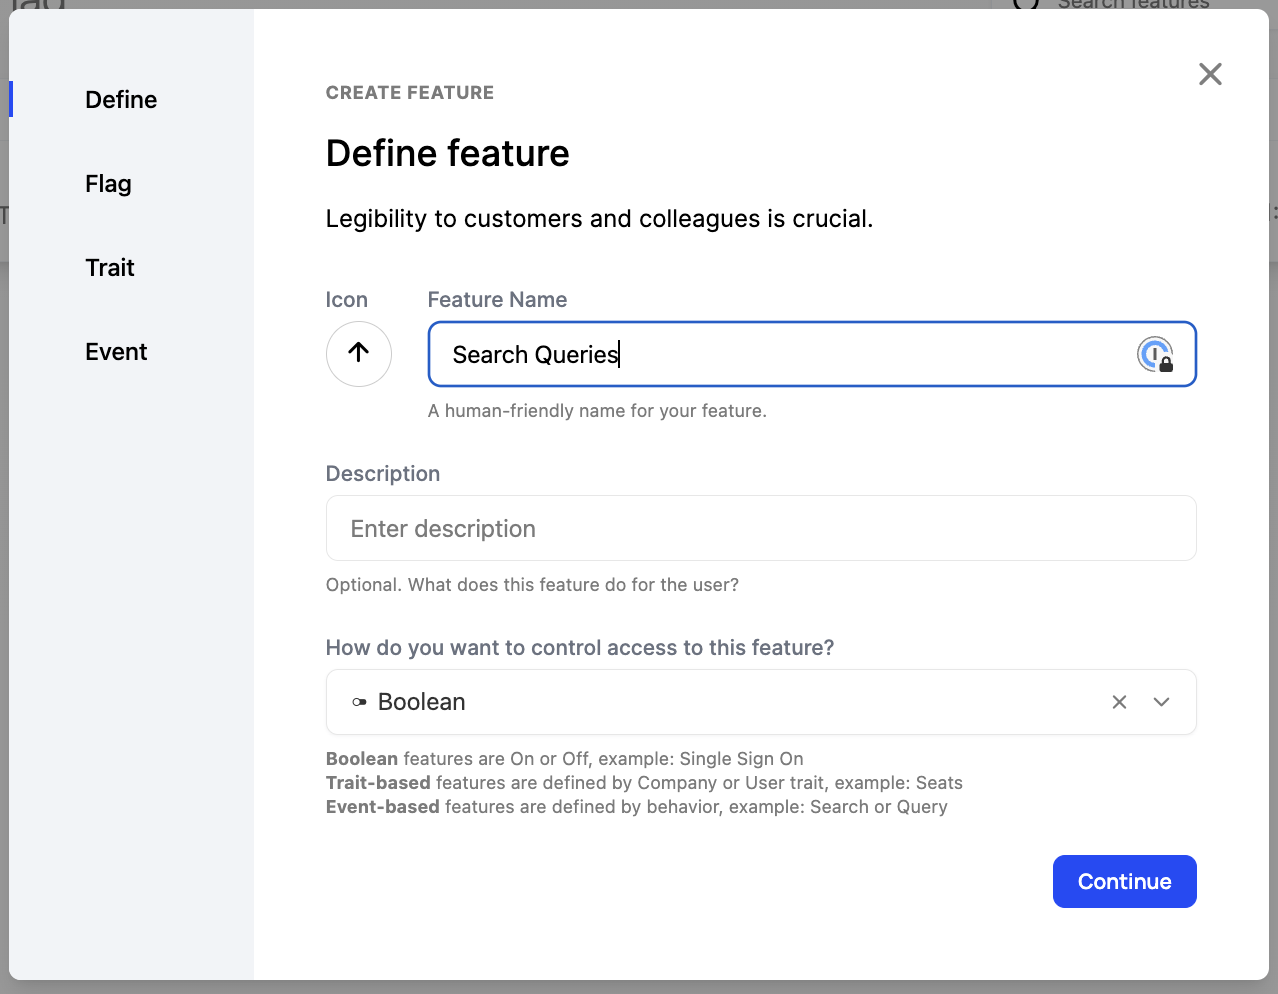 Search features
Define
Flag
Trait
Event
CREATE FEATURE
Define feature
Legibility to customers and colleagues is crucial.
Icon
Feature Name
Search Queries
A human-friendly name for your feature.
Description
Enter description
Optional. What does this feature do for the user?
How do you want to control access to this feature?
Boolean
Boolean features are On or Off, example: Single Sign On
Trait-based features are defined by Company or User trait, example: Seats
Event-based features are defined by behavior, example: Search or Query
Continue